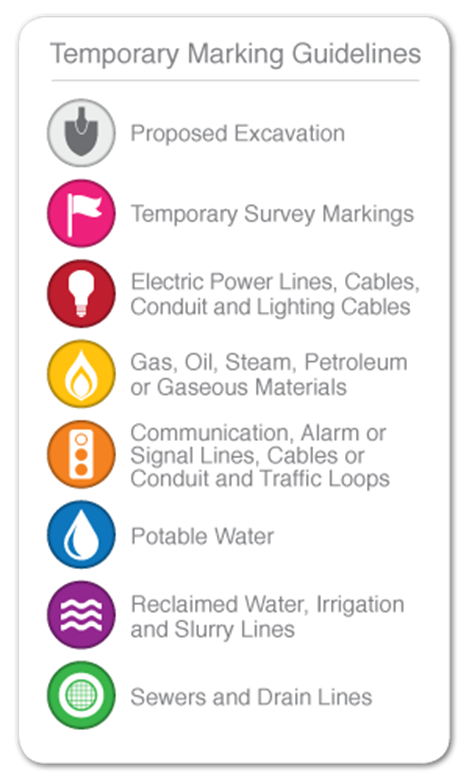 Temporary Marking Guidelines
Proposed Excavation
Temporary Survey Markings
Electric Power Lines, Cables,
Conduit and Lighting Cables
Gas, Oil, Steam, Petroleum
or Gaseous Materials
Communication, Alarm or
Signal Lines, Cables or
Conduit and Traffic Loops
Potable Water
Reclaimed Water, Irrigation
and Slurry Lines
Sewers and Drain Lines